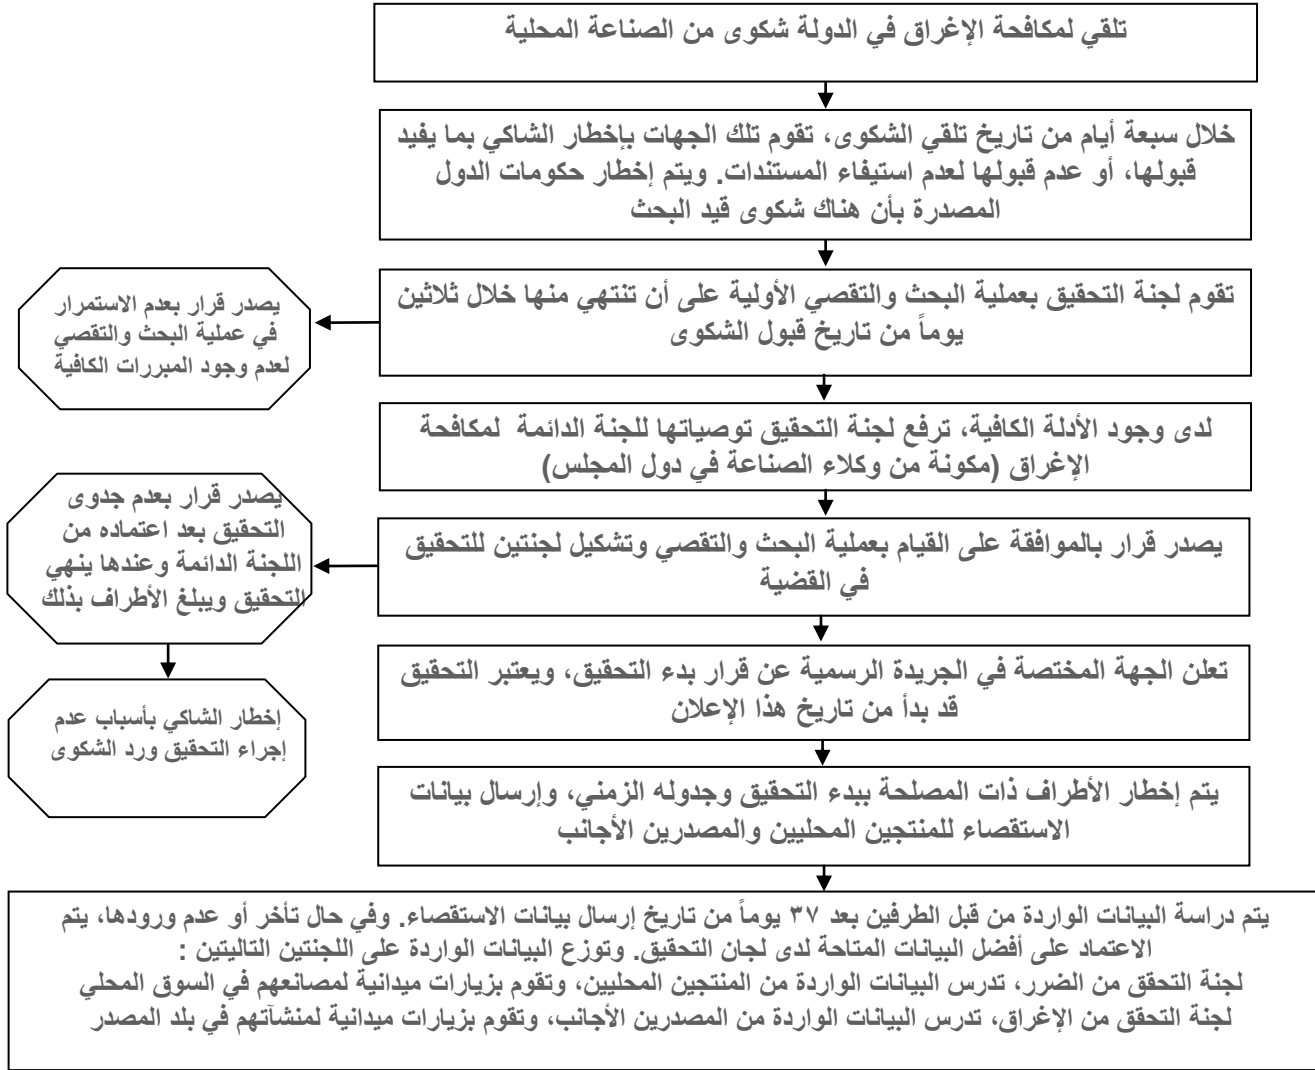 تلقي لمكافحة الإغراق في الدولة شكوى من الصناعة المحلية
خلال سبعة أيام من تاريخ تلقي الشكوى، تقوم تلك الجهات بإخطار الشاكي بما يفيد
قبولها، أو عدم قبولها لعدم استيفاء المستندات. ويتم إخطار حكومات الدول
المصدرة بأن هناك شكوى قيد البحث
تقوم لجنة التحقيق بعملية البحث والتقصي الأولية على أن تنتهي منها خلال ثلاثين
يوماً من تاريخ قبول الشكوى
يصدر قرار بعدم الاستمرار
في عملية البحث والتقصي
لعدم وجود المبررات الكافية
لدى وجود الأدلة الكافية، ترفع لجنة التحقيق توصياتها للجنة الدائمة لمكافحة
الإغراق (مكونة من وكلاء الصناعة في دول المجلس)
يصدر قرار بالموافقة على القيام بعملية البحث والتقصي وتشكيل لجنتين للتحقيق
في القضية
يصدر قرار بعدم جدوى
التحقيق بعد اعتماده من
اللجنة الدائمة وعندها ينهي
التحقيق ويبلغ الأطراف بذلك
إخطار الشاكي بأسباب عدم
إجراء التحقيق ورد الشكوى
تعلن الجهة المختصة في الجريدة الرسمية عن قرار بدء التحقيق، ويعتبر التحقيق
قد بدأ من تاريخ هذا الإعلان
يتم إخطار الأطراف ذات المصلحة ببدء التحقيق وجدوله الزمني، وإرسال بيانات
الاستقصاء للمنتجين المحليين والمصدرين الأجانب
يتم دراسة البيانات الواردة من قبل الطرفين بعد ٣٧ يوماً من تاريخ إرسال بيانات الاستقصاء. وفي حال تأخر أو عدم ورودها، يتم
الاعتماد على أفضل البيانات المتاحة لدى لجان التحقيق. وتوزع البيانات الواردة على اللجنتين التاليتين :
لجنة التحقق من الضرر، تدرس البيانات الواردة من المنتجين المحليين، وتقوم بزيارات ميدانية لمصانعهم في السوق المحلي
لجنة التحقق من الإغراق، تدرس البيانات الواردة من المصدرين الأجانب، وتقوم بزيارات ميدانية لمنشآتهم في بلد المصدر